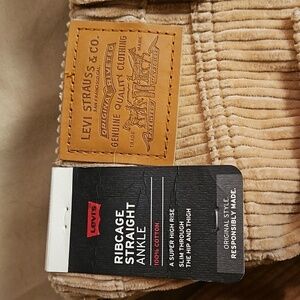 LEVI STRAUSS & CO.
ORIGINAL RIVETED
GENUINE QUALITY CLOTHING
TRADE
Levi's
RIBCAGE
STRAIGHT
ANKLE
100% COTTON
A SUPER HIGH RISE
SLIM THROUGH
THE HIP AND THIGH
ORIGINAL STYLE.
RESPONSIBLY MADE.